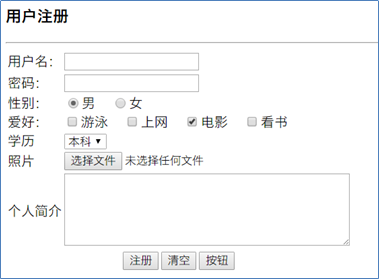 用户注册
用户名：
密码：
性别： 男 女
爱好： 游泳 上网 电影 看书
学历 本科
照片 选择文件 未选择任何文件
个人简介
注册 清空 按钮